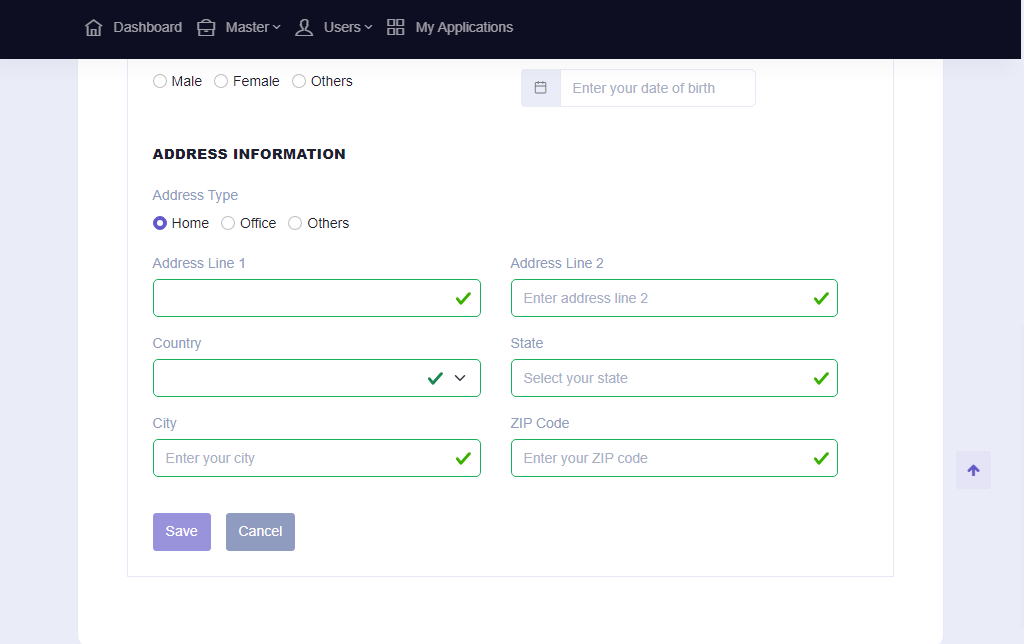 Dashboard Master Users My Applications
Male Female Others
Enter your date of birth
ADDRESS INFORMATION
Address Type
Home Office Others
Address Line 1 Address Line 2
Enter address line 2
Country State
Select your state
City ZIP Code
Enter your city Enter your ZIP code
Save Cancel